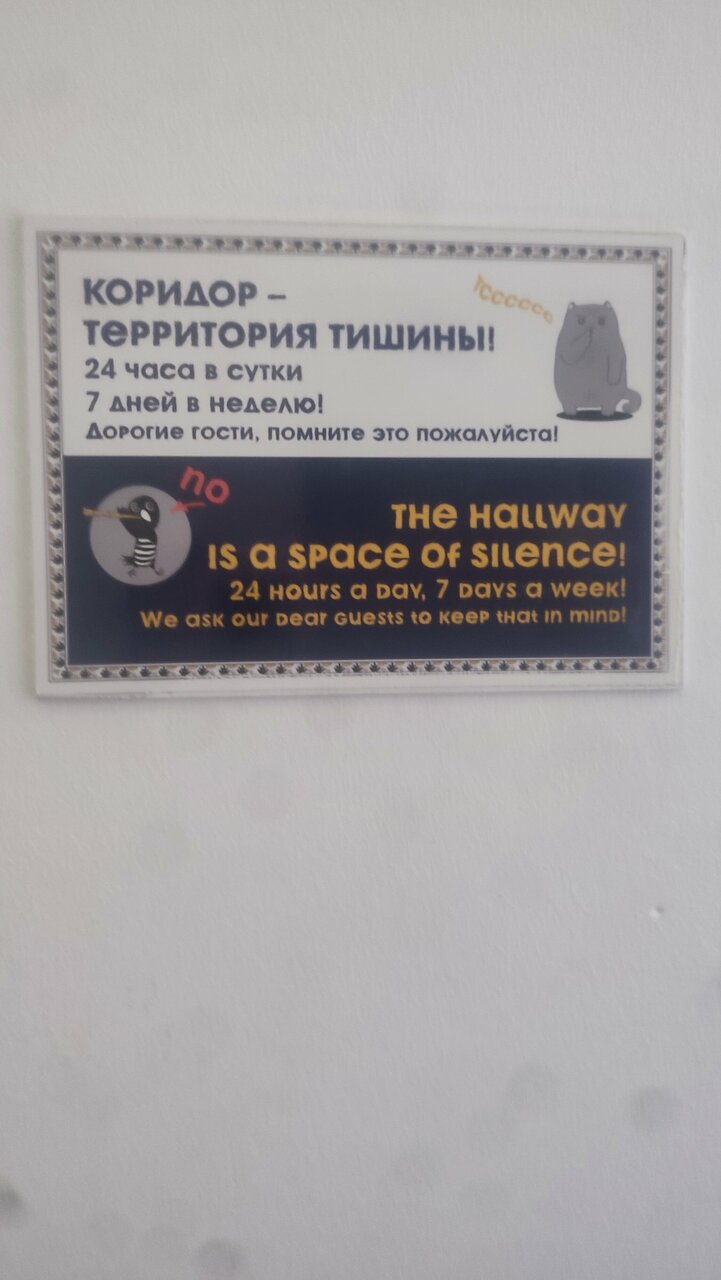 Тсссссс
КОРИДОР –
ТЕРРИТОРИЯ ТИШИНЫ!
24 часа в сутки
7 дней в неделю!
Дорогие гости, помните это пожалуйста!
no
THE HALLWAY
IS A SPACE OF SILENCE!
24 HOURS A DAY, 7 DAYS A WEEK!
WE ASK OUR DEAR GUESTS TO KEEP THAT IN MIND!